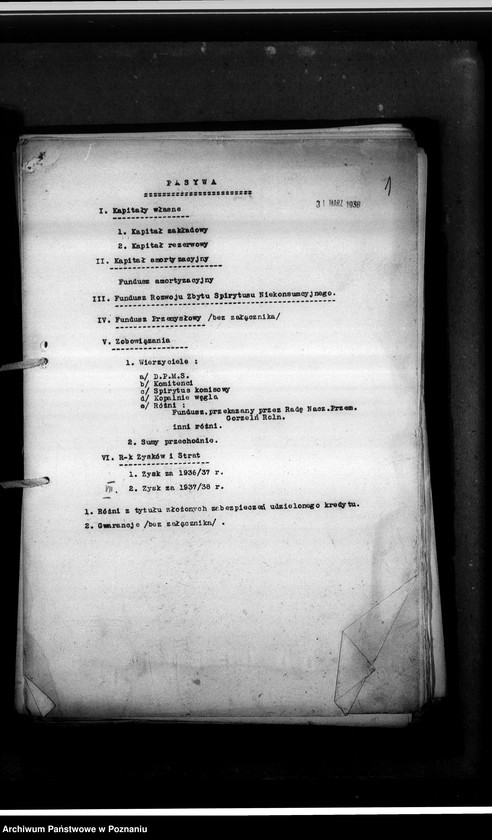 PASYWA
1
31 MARZ 1938
I. Kapitały własne
1. Kapitał zakładowy
2. Kapitał rezerwowy
II. Kapitał amortyzacyjny
Fundusz amortyzacyjny
III. Fundusz Rozwoju Zbytu Spirytusu Niekonsumcyjnego.
IV. Fundusz Przemysłowy /bez załącznika/
V. Zobowiązania
1. Wierzyciele :
a/ D.P.M.S.
b/ Komitenci
c/ Spirytus komisowy
d/ Kopalnie węgla
e/ Różni :
Fundusz, przekazany przez Radę Nacz. Przem.
Gorzeln Roln.
inni różni.
2. Sumy przechodnie.
VI. R-k Zysków i Strat
1. Zysk za 1936/37 r.
VII. 2. Zysk za 1937/38 r.
1. Różni z tytułu złożonych zabezpieczeń udzielonego kredytu.
2. Gwarancje /bez załącznika/ .
Archiwum Państwowe w Poznaniu